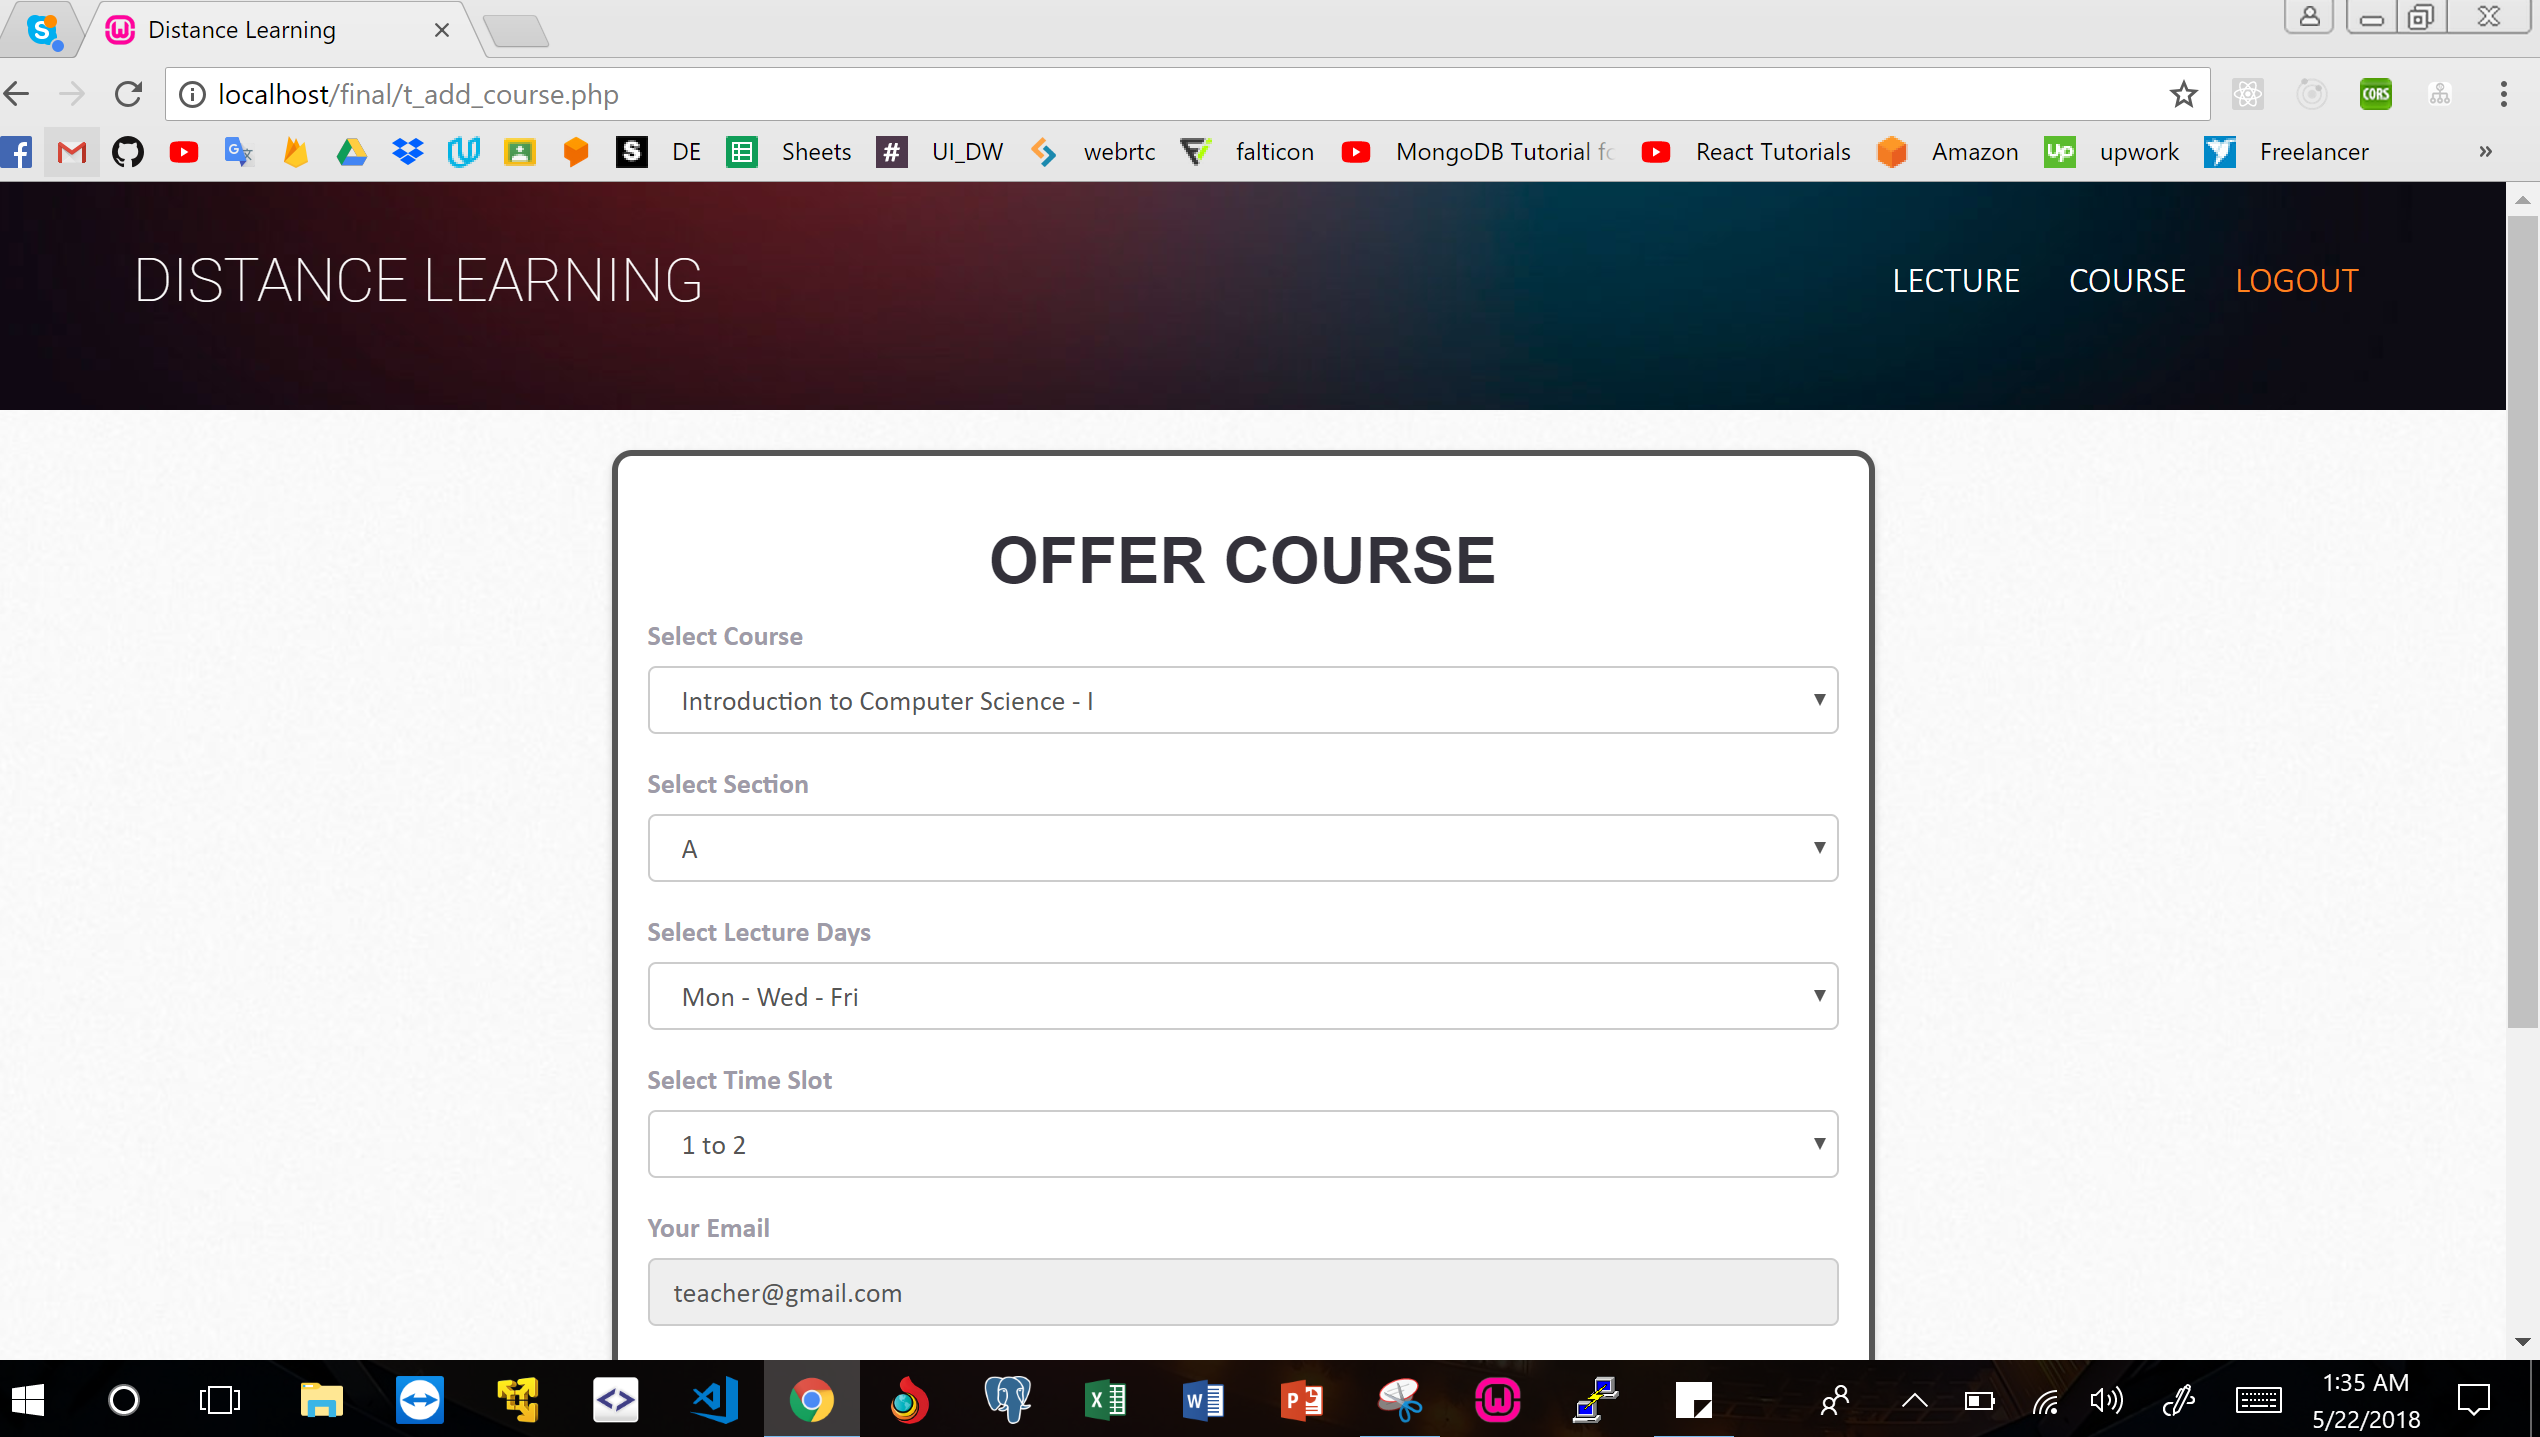 Distance Learning
localhost/final/t_add_course.php
CORS
DE
Sheets
#
UI_DW
webrtc
falticon
MongoDB Tutorial
React Tutorials
Amazon
Up
upwork
Freelancer
»
DISTANCE LEARNING
LECTURE
COURSE
LOGOUT
OFFER COURSE
Select Course
Introduction to Computer Science - I
Select Section
A
Select Lecture Days
Mon - Wed - Fri
Select Time Slot
1 to 2
Your Email
teacher@gmail.com
1:35 AM
5/22/2018